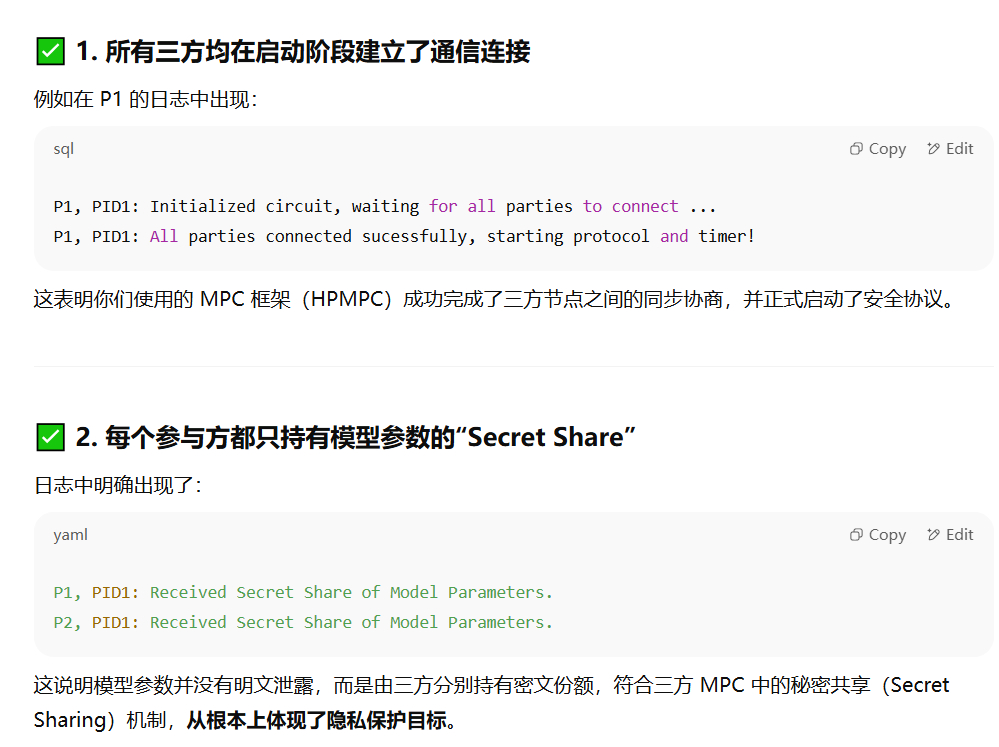 ✅ 1. 所有三方均在启动阶段建立了通信连接
例如在 P1 的日志中出现：
sql
Copy
Edit
P1, PID1: Initialized circuit, waiting for all parties to connect ...
P1, PID1: All parties connected sucessfully, starting protocol and timer!
这表明你们使用的 MPC 框架（HPMPC）成功完成了三方节点之间的同步协商，并正式启动了安全协议。
✅ 2. 每个参与方都只持有模型参数的“Secret Share”
日志中明确出现了：
yaml
Copy
Edit
P1, PID1: Received Secret Share of Model Parameters.
P2, PID1: Received Secret Share of Model Parameters.
这说明模型参数并没有明文泄露，而是由三方分别持有密文份额，符合三方 MPC 中的秘密共享（Secret
Sharing）机制，从根本上体现了隐私保护目标。